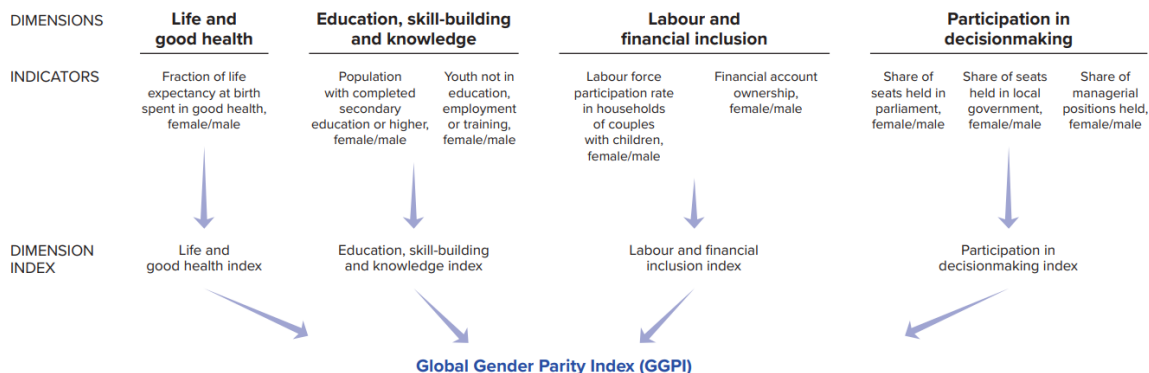 DIMENSIONS
Life and
good health
Education, skill-building
and knowledge
Labour and
financial inclusion
Participation in
decisionmaking
INDICATORS
Fraction of life
expectancy at birth
spent in good health,
female/male
Population
with completed
secondary
education or higher,
female/male
Youth not in
education,
employment
or training,
female/male
Labour force
participation rate
in households
of couples
with children,
female/male
Financial account
ownership,
female/male
Share of
seats held in
parliament,
female/male
Share of seats
held in local
government,
female/male
Share of
managerial
positions held,
female/male
DIMENSION
INDEX
Life and
good health index
Education, skill-building
and knowledge index
Labour and financial
inclusion index
Participation in
decisionmaking index
Global Gender Parity Index (GGPI)